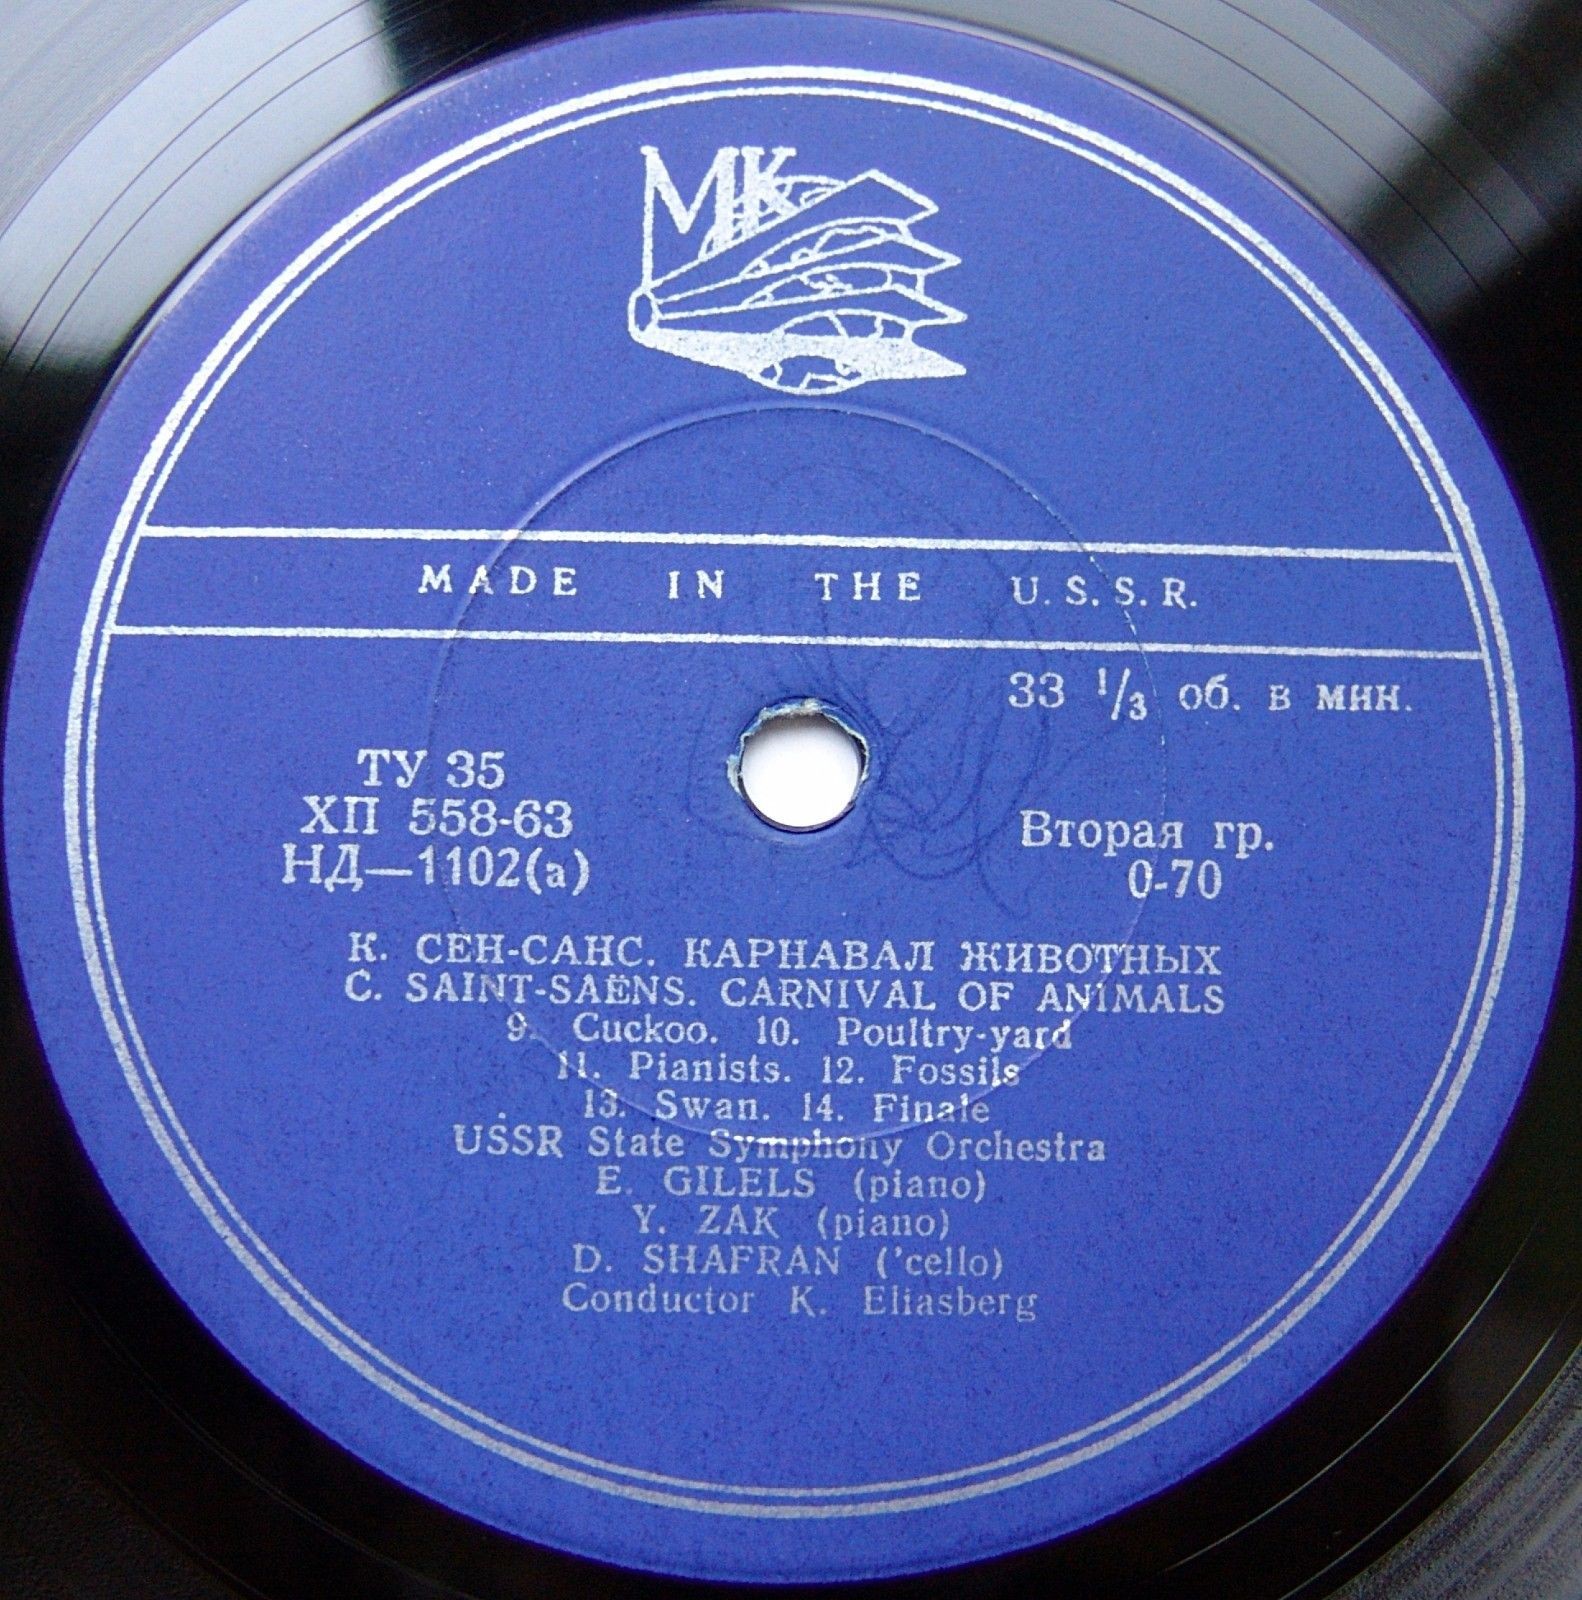 МК
MADE IN THE U.S.S.R.
33 1/3 об. в мин.
ТУ 35
ХП 558-63
НД—1102(а)
Вторая гр.
0-70
К. СЕН-САНС. КАРНАВАЛ ЖИВОТНЫХ
C. SAINT-SAËNS. CARNIVAL OF ANIMALS
9. Cuckoo. 10. Poultry-yard
11. Pianists. 12. Fossils
13. Swan. 14. Finale
USSR State Symphony Orchestra
E. GILELS (piano)
Y. ZAK (piano)
D. SHAFRAN ('cello)
Conductor K. Eliasberg